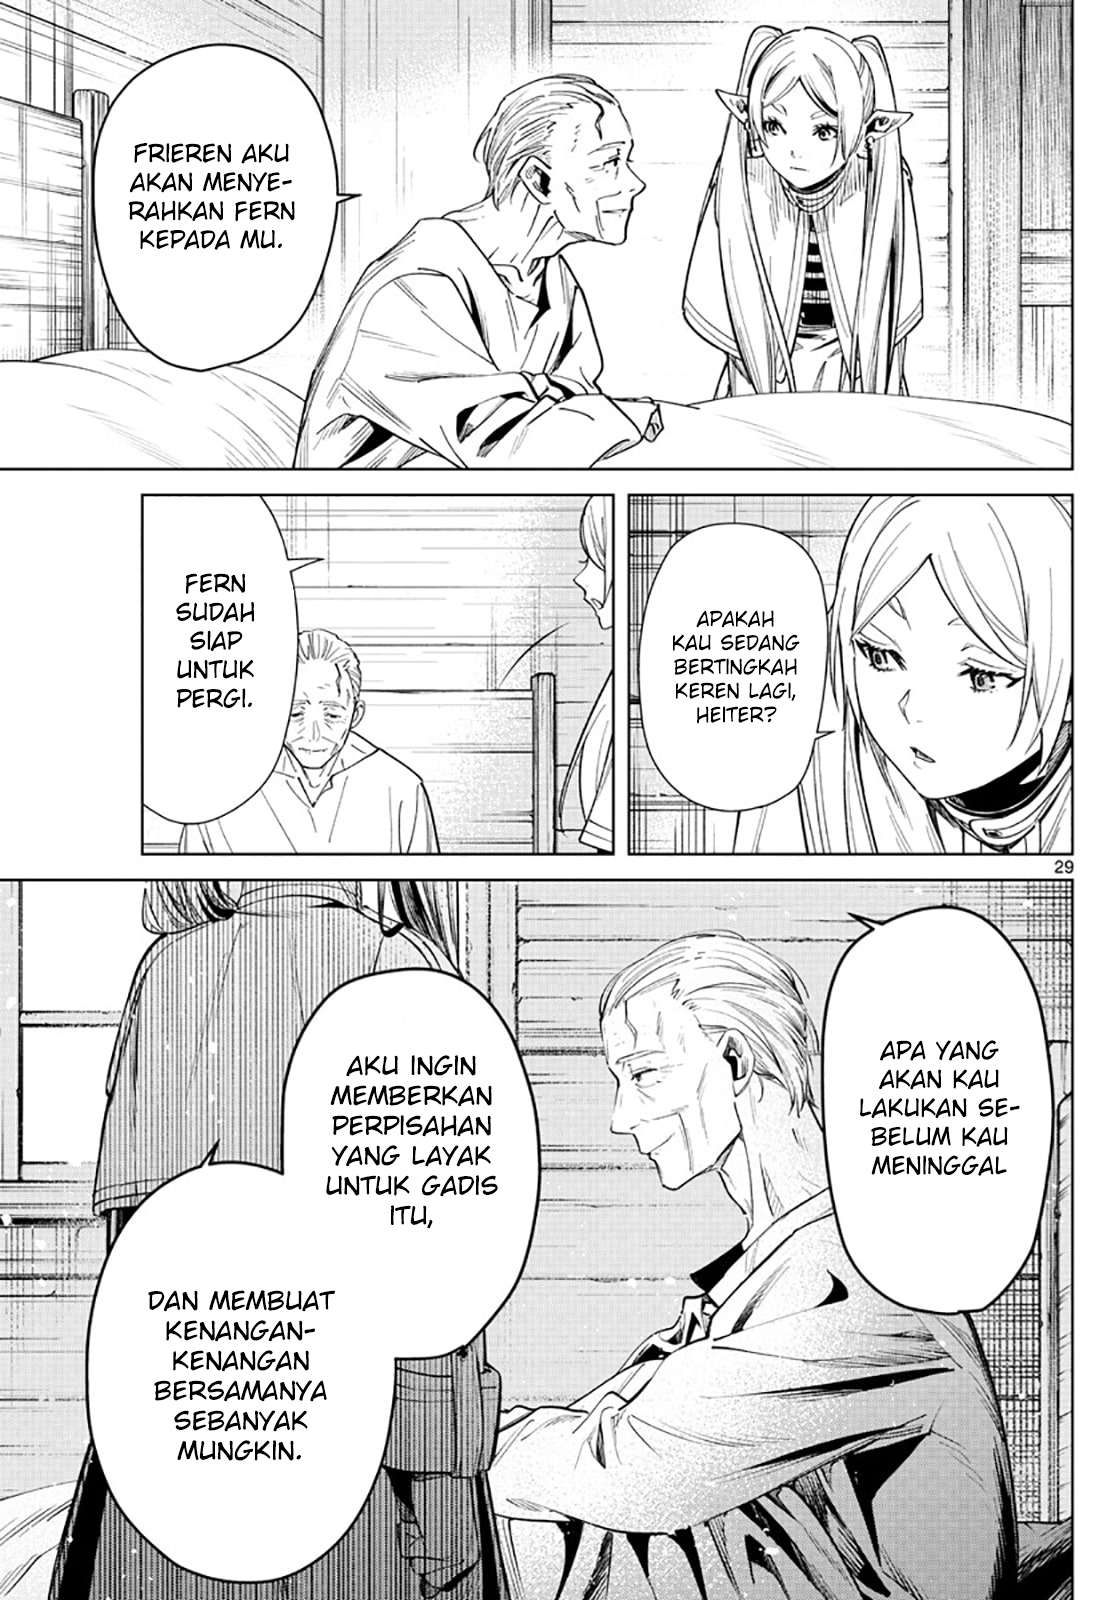 FRIEREN AKU
AKAN MENYE-
RAHKAN FERN
KEPADA MU.
APAKAH
KAU SEDANG
BERTINGKAH
KEREN LAGI,
HEITER?
FERN
SUDAH
SIAP
UNTUK
PERGI.
29
APA YANG
AKAN KAU
LAKUKAN SE-
BELUM KAU
MENINGGAL
AKU INGIN
MEMBERKAN
PERPISAHAN
YANG LAYAK
UNTUK GADIS
ITU,
DAN MEMBUAT
KENANGAN-
KENANGAN
BERSAMANYA
SEBANYAK
MUNGKIN.